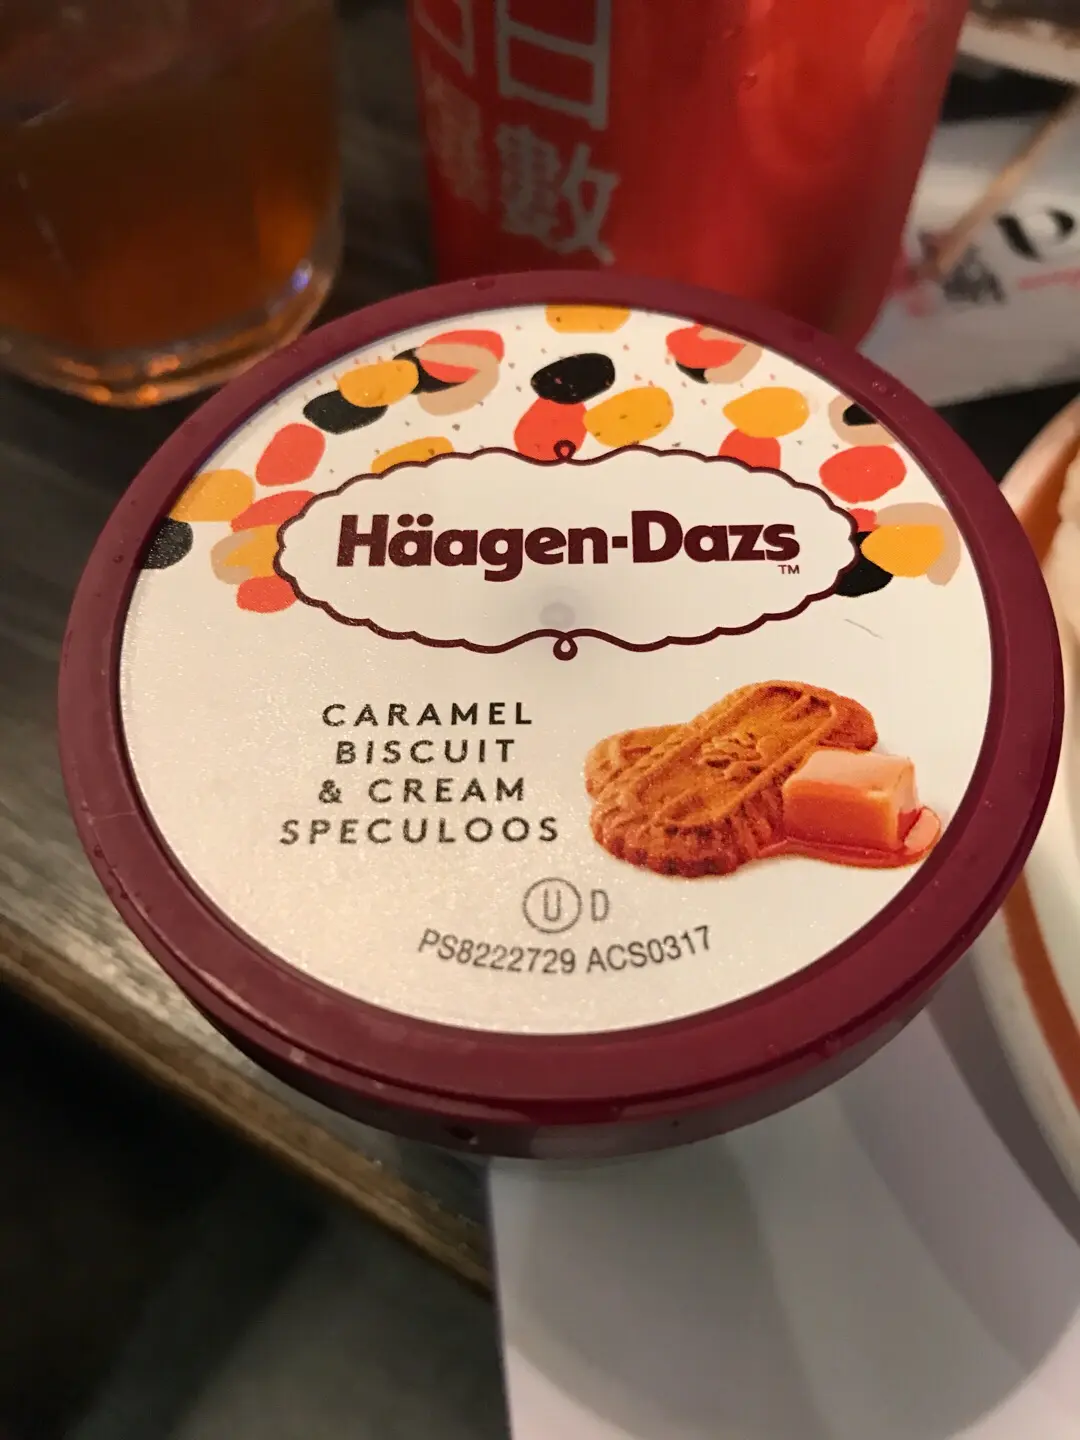 數
Häagen-Dazs
TM
CARAMEL
BISCUIT
& CREAM
SPECULOOS
U D
PS8222729 ACS0317